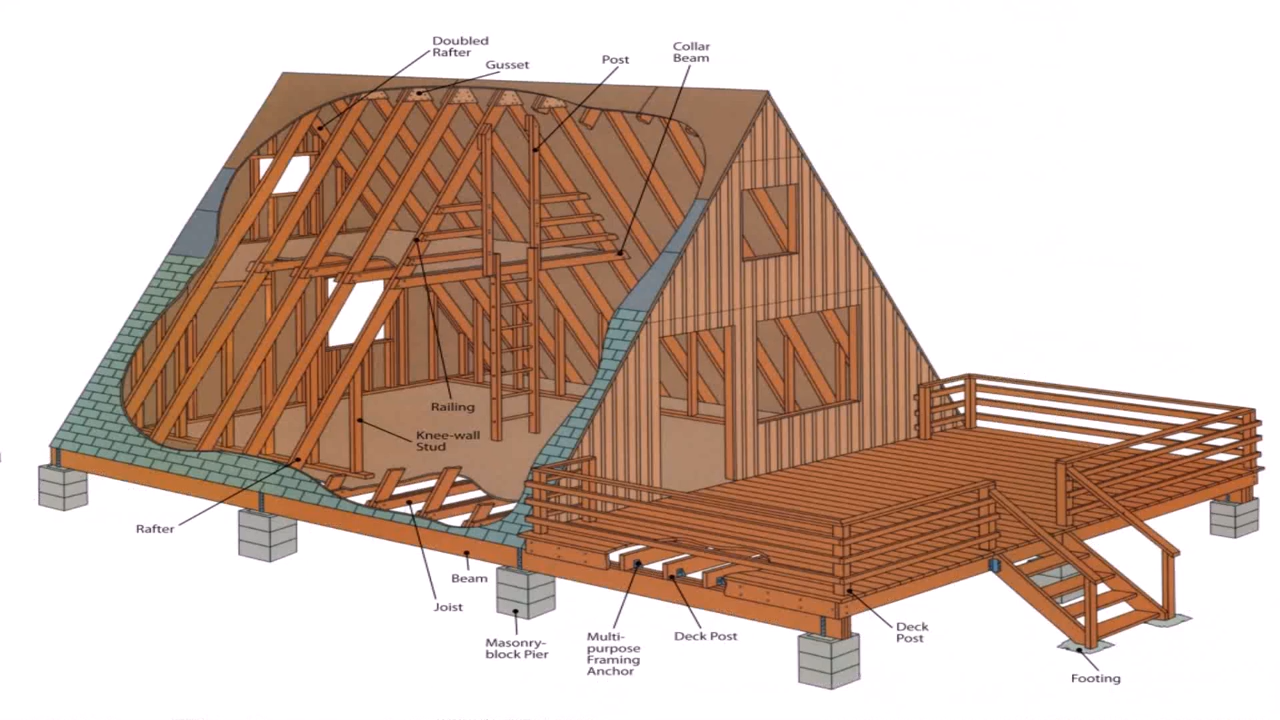 Doubled
Rafter
Gusset
Post
Collar
Beam
Railing
Knee-wall
Stud
Rafter
Beam
Joist
Masonry-
block Pier
Multi-
purpose
Framing
Anchor
Deck Post
Deck
Post
Footing